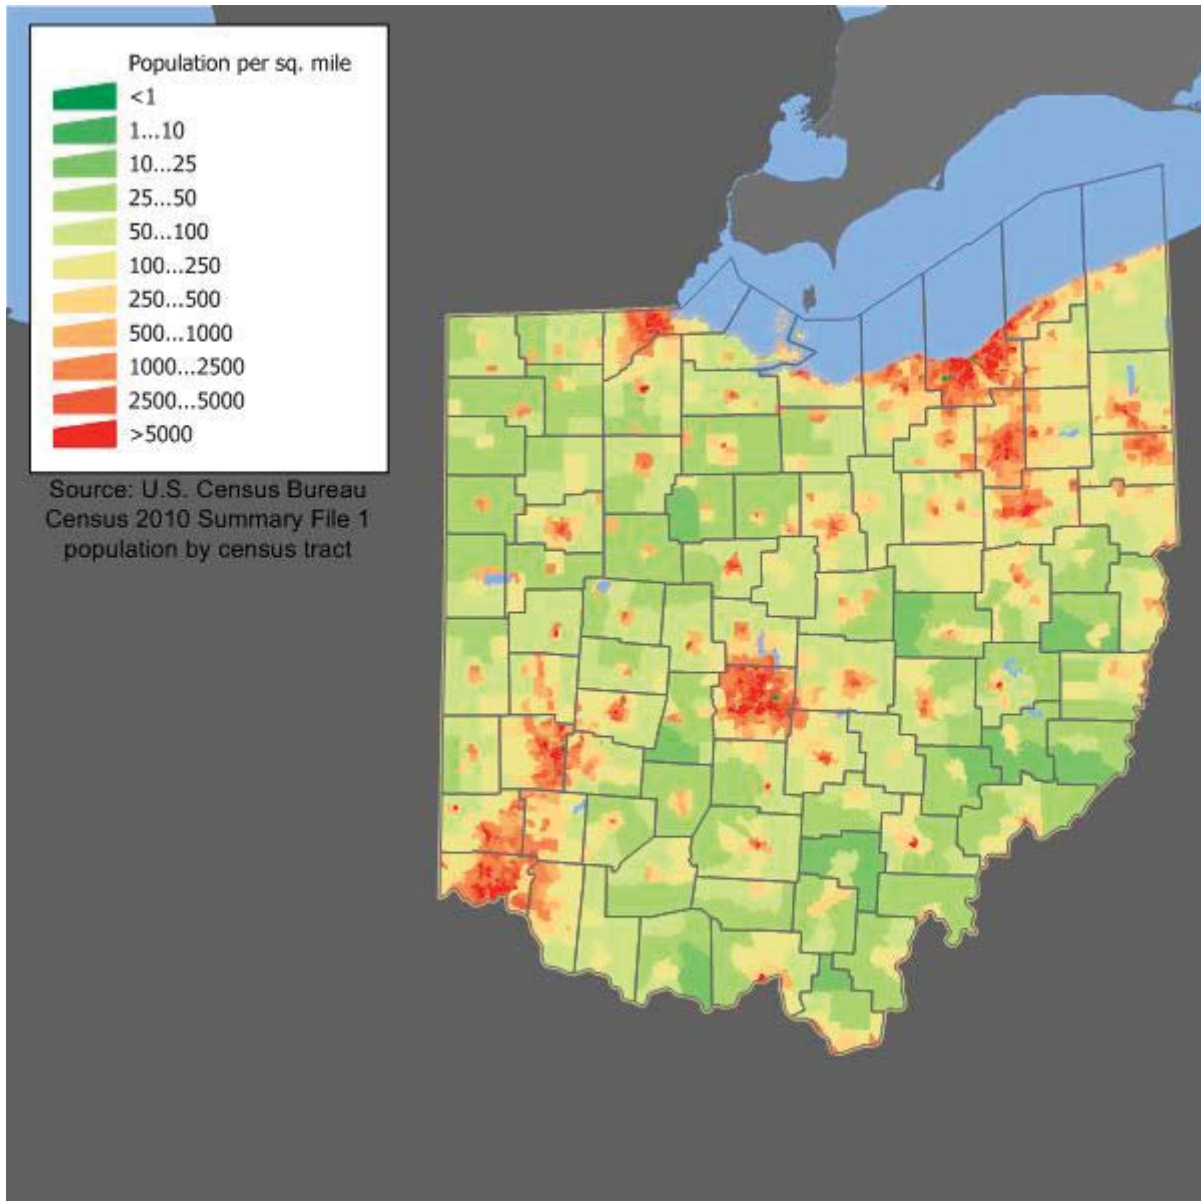 Population per sq. mile
<1
1...10
10...25
25...50
50...100
100...250
250...500
500...1000
1000...2500
2500...5000
>5000
Source: U.S. Census Bureau
Census 2010 Summary File 1
population by census tract